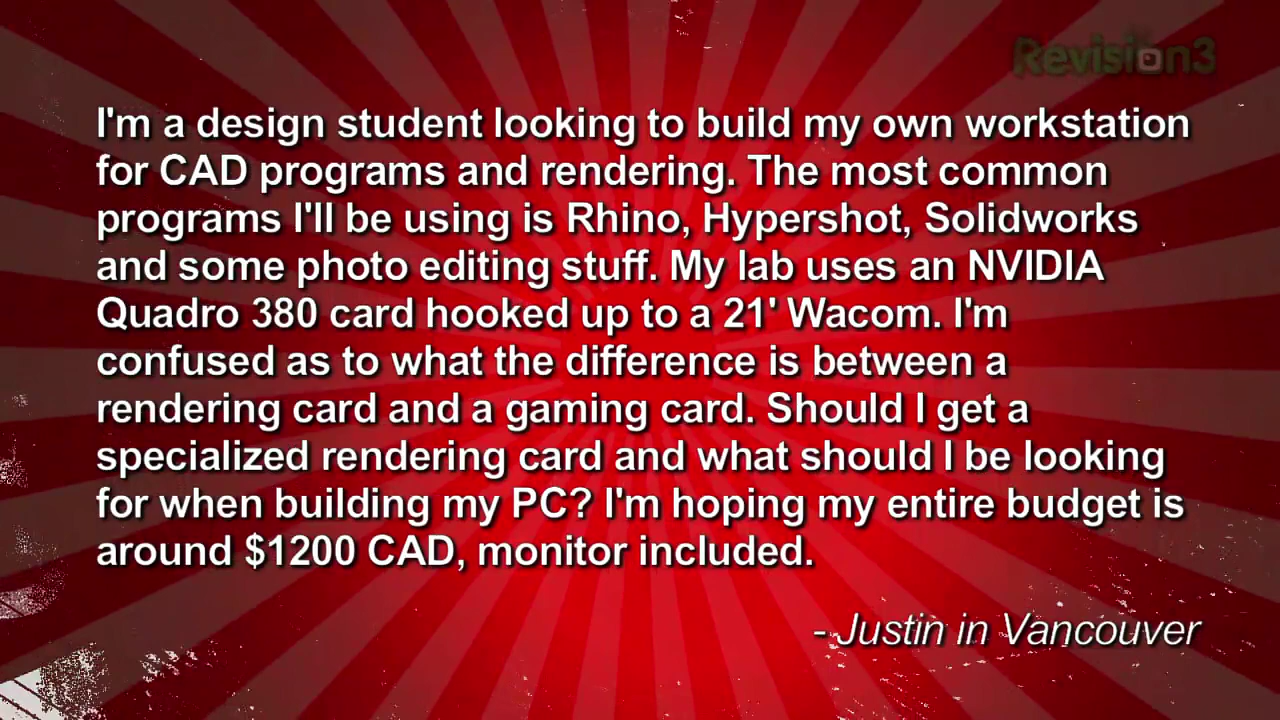 Revision3
I'm a design student looking to build my own workstation
for CAD programs and rendering. The most common
programs I'll be using is Rhino, Hypershot, Solidworks
and some photo editing stuff. My lab uses an NVIDIA
Quadro 380 card hooked up to a 21' Wacom. I'm
confused as to what the difference is between a
rendering card and a gaming card. Should I get a
specialized rendering card and what should I be looking
for when building my PC? I'm hoping my entire budget is
around $1200 CAD, monitor included.
- Justin in Vancouver